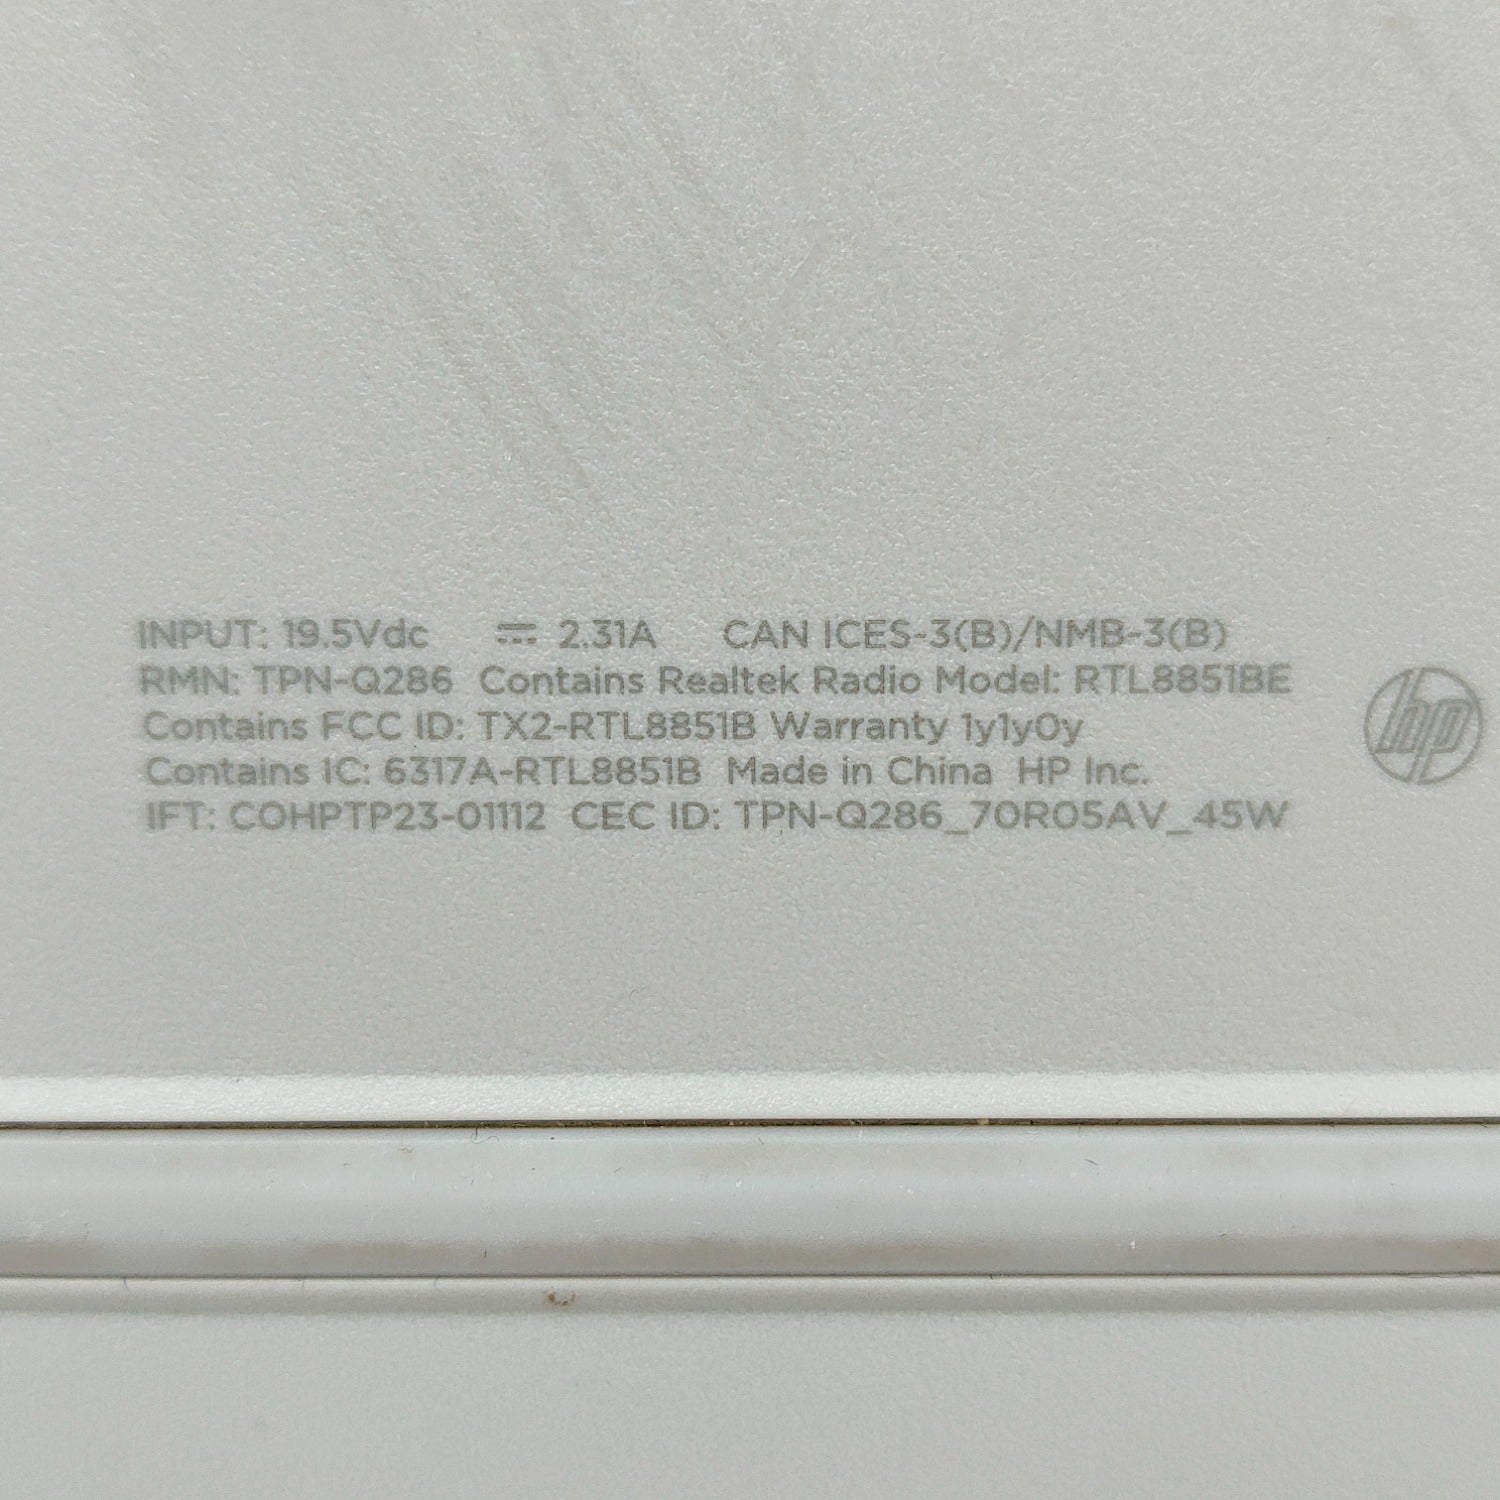 INPUT: 19.5Vdc ⎓ 2.31A CAN ICES-3(B)/NMB-3(B)
RMN: TPN-Q286 Contains Realtek Radio Model: RTL8851BE
Contains FCC ID: TX2-RTL8851B Warranty 1y1y0y
Contains IC: 6317A-RTL8851B Made in China HP Inc.
IFT: COHPTP23-01112 CEC ID: TPN-Q286_70R05AV_45W
hp